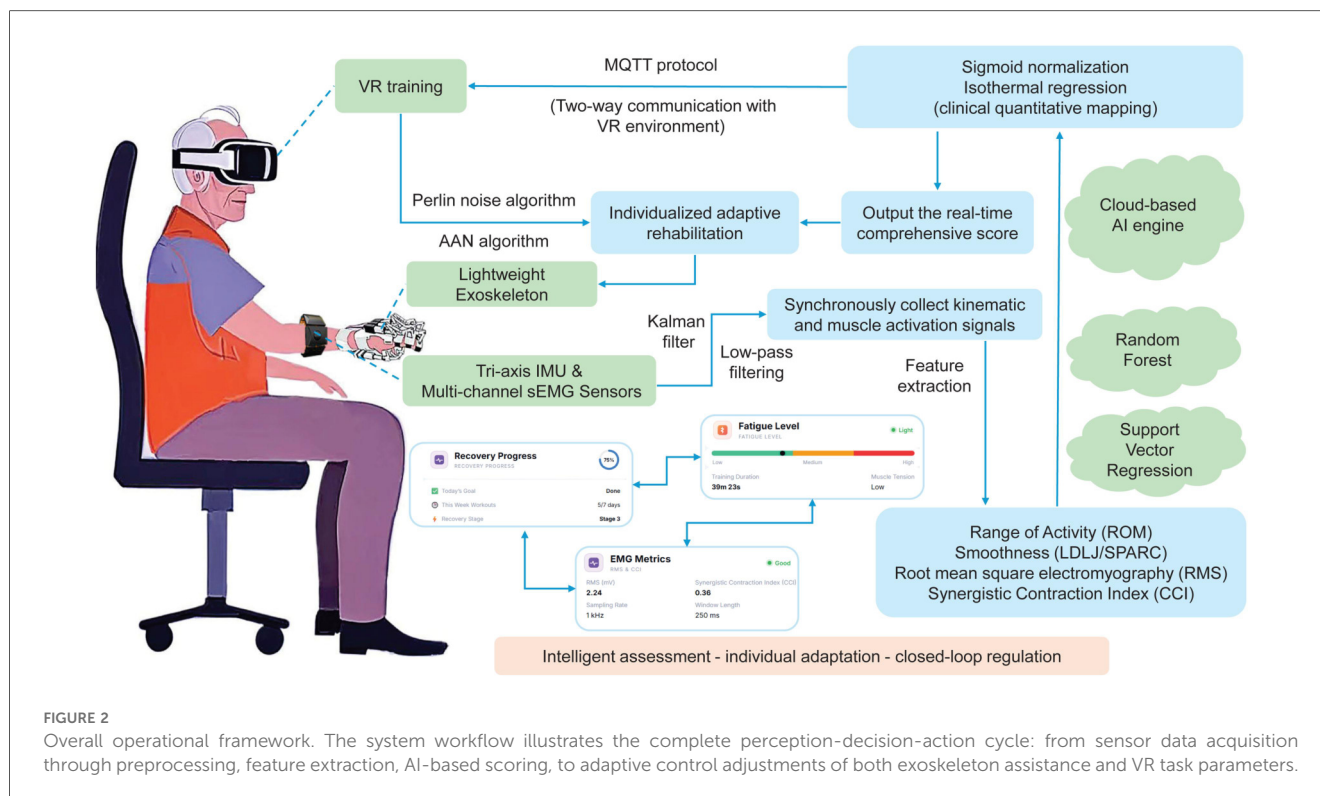 VR training
MQTT protocol
(Two-way communication with
VR environment)
Sigmoid normalization
Isothermal regression
(clinical quantitative mapping)
Perlin noise algorithm
Individualized adaptive
rehabilitation
Output the real-time
comprehensive score
Cloud-based
AI engine
AAN algorithm
Lightweight
Exoskeleton
Synchronously collect kinematic
and muscle activation signals
Kalman
filter
Low-pass
filtering
Random
Forest
Tri-axis IMU &
Multi-channel sEMG Sensors
Feature
extraction
Support
Vector
Regression
Fatigue Level
FATIGUE LEVEL
Light
Low
Medium
High
Training Duration
Muscle Tension
39m 23s
Low
Recovery Progress
RECOVERY PROGRESS
75%
Today's Goal
Done
This Week Workouts
5/7 days
Recovery Stage
Stage 3
EMG Metrics
RMS & CCI
Good
RMS (mV)
Synergistic Contraction Index (CCI)
2.24
0.36
Sampling Rate
Window Length
1 kHz
250 ms
Range of Activity (ROM)
Smoothness (LDLJ/SPARC)
Root mean square electromyography (RMS)
Synergistic Contraction Index (CCI)
Intelligent assessment - individual adaptation - closed-loop regulation
FIGURE 2
Overall operational framework. The system workflow illustrates the complete perception-decision-action cycle: from sensor data acquisition
through preprocessing, feature extraction, AI-based scoring, to adaptive control adjustments of both exoskeleton assistance and VR task parameters.